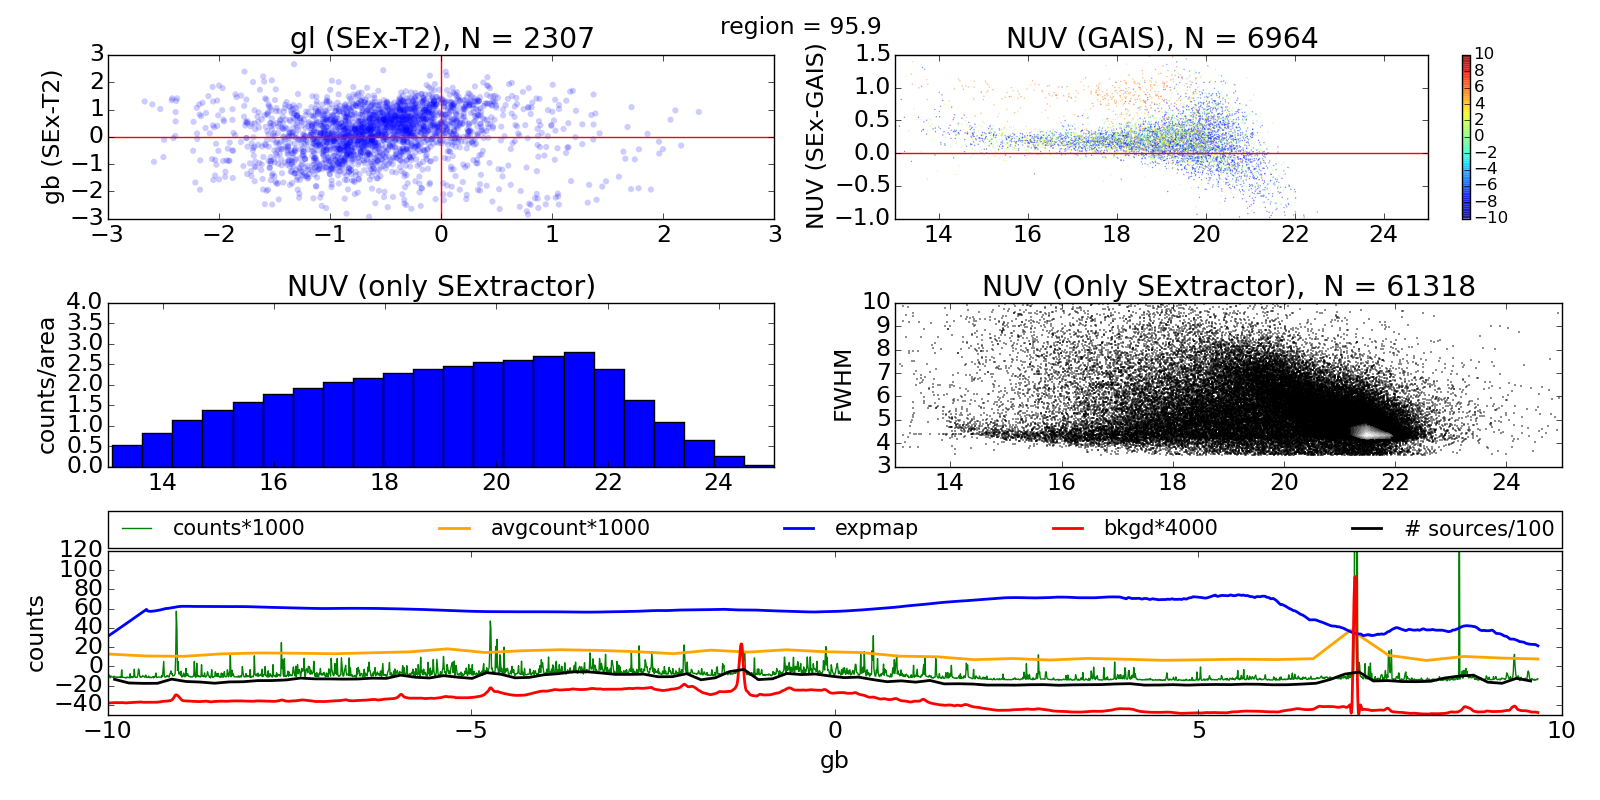 region = 95.9
gl (SEx-T2), N = 2307
gb (SEx-T2)
3
2
1
0
−1
−2
−3
−3 −2 −1 0 1 2 3
NUV (GAIS), N = 6964
NUV (SEx-GAIS)
1.5
1.0
0.5
0.0
−0.5
−1.0
14 16 18 20 22 24
10
8
6
4
2
0
−2
−4
−6
−8
−10
NUV (only SExtractor)
counts/area
4.0
3.5
3.0
2.5
2.0
1.5
1.0
0.5
0.0
14 16 18 20 22 24
NUV (Only SExtractor),  N = 61318
FWHM
10
9
8
7
6
5
4
3
14 16 18 20 22 24
counts*1000 avgcount*1000 expmap bkgd*4000 # sources/100
counts
120
100
80
60
40
20
0
−20
−40
−10 −5 0 5 10
gb